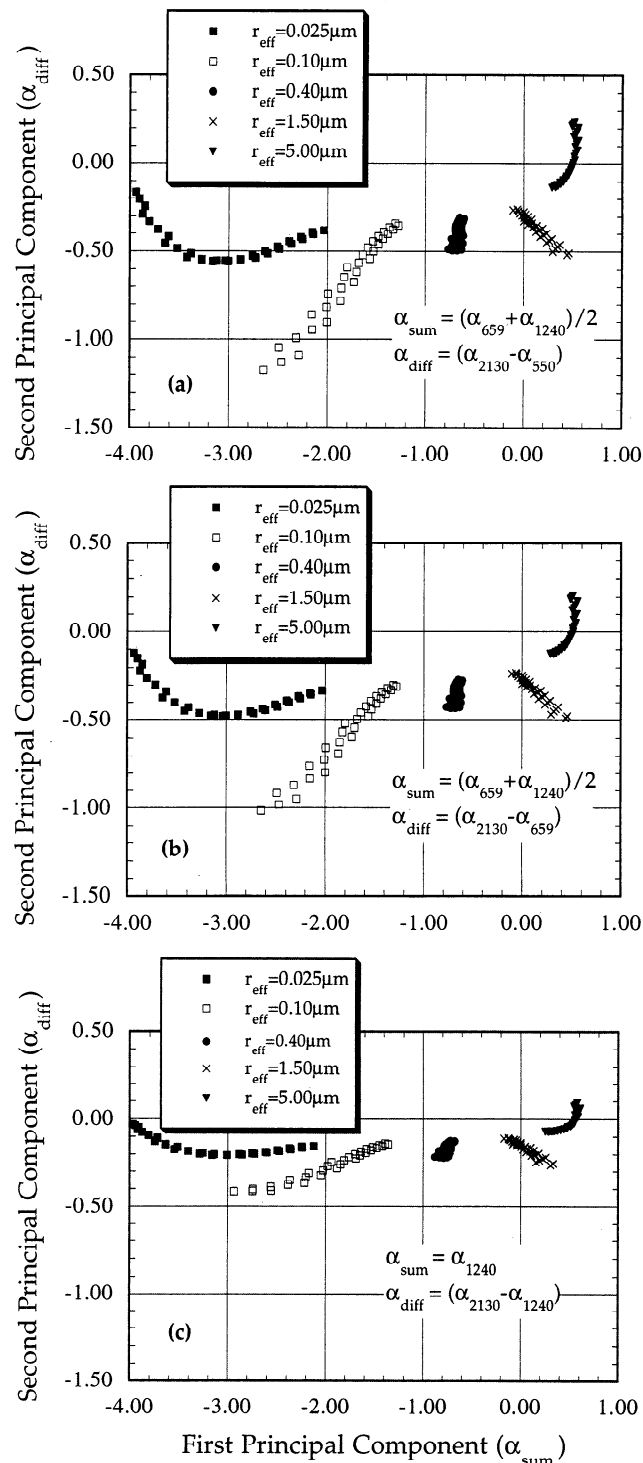 r_eff=0.025µm
r_eff=0.10µm
r_eff=0.40µm
r_eff=1.50µm
r_eff=5.00µm
Second Principal Component (α_diff)
0.50
0.00
-0.50
-1.00
-1.50
α_sum = (α_659+α_1240)/2
α_diff = (α_2130-α_550)
(a)
-4.00 -3.00 -2.00 -1.00 0.00 1.00
r_eff=0.025µm
r_eff=0.10µm
r_eff=0.40µm
r_eff=1.50µm
r_eff=5.00µm
Second Principal Component (α_diff)
0.50
0.00
-0.50
-1.00
-1.50
α_sum = (α_659+α_1240)/2
α_diff = (α_2130-α_659)
(b)
-4.00 -3.00 -2.00 -1.00 0.00 1.00
r_eff=0.025µm
r_eff=0.10µm
r_eff=0.40µm
r_eff=1.50µm
r_eff=5.00µm
Second Principal Component (α_diff)
0.50
0.00
-0.50
-1.00
-1.50
α_sum = α_1240
α_diff = (α_2130-α_1240)
(c)
-4.00 -3.00 -2.00 -1.00 0.00 1.00
First Principal Component (α_sum)